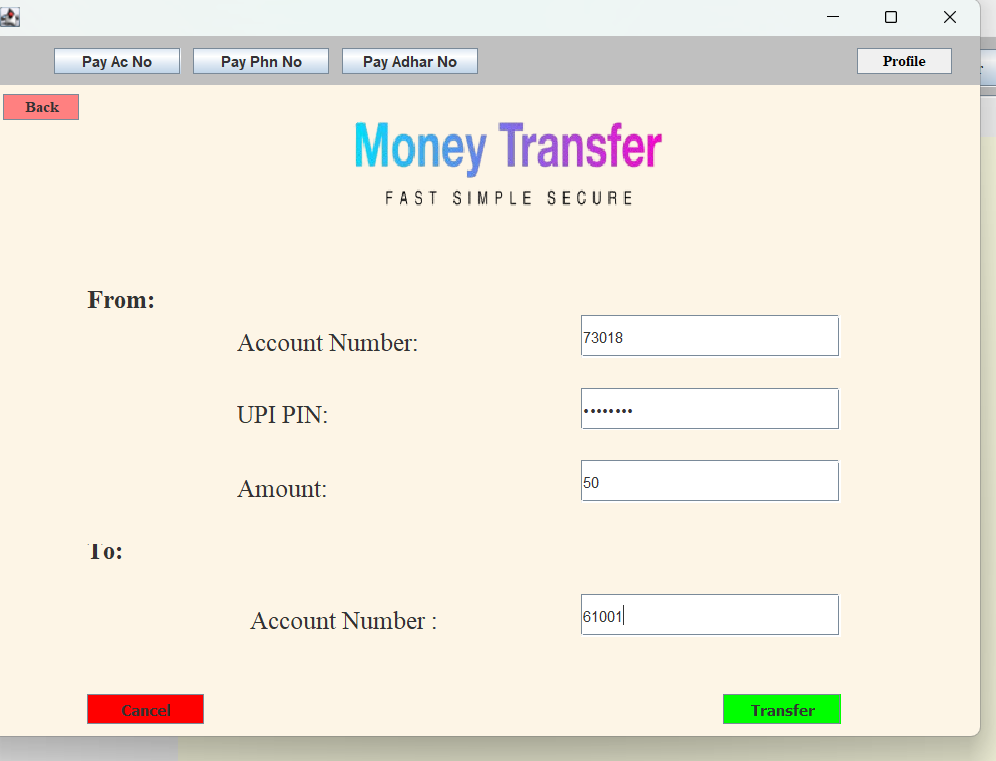 Pay Ac No Pay Phn No Pay Adhar No Profile
Back
Money Transfer
FAST SIMPLE SECURE
From:
Account Number: 73018
UPI PIN: ••••••••
Amount: 50
To:
Account Number : 61001
Cancel Transfer